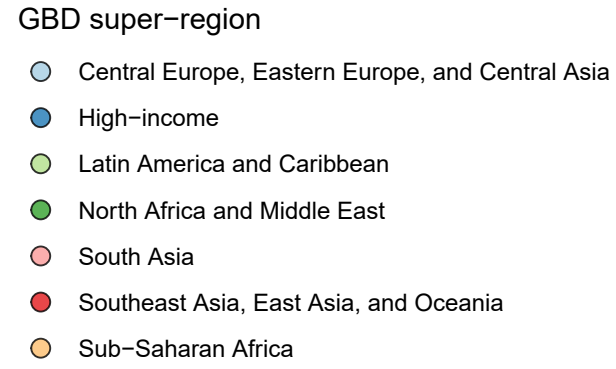 GBD super−region
Central Europe, Eastern Europe, and Central Asia
High−income
Latin America and Caribbean
North Africa and Middle East
South Asia
Southeast Asia, East Asia, and Oceania
Sub−Saharan Africa